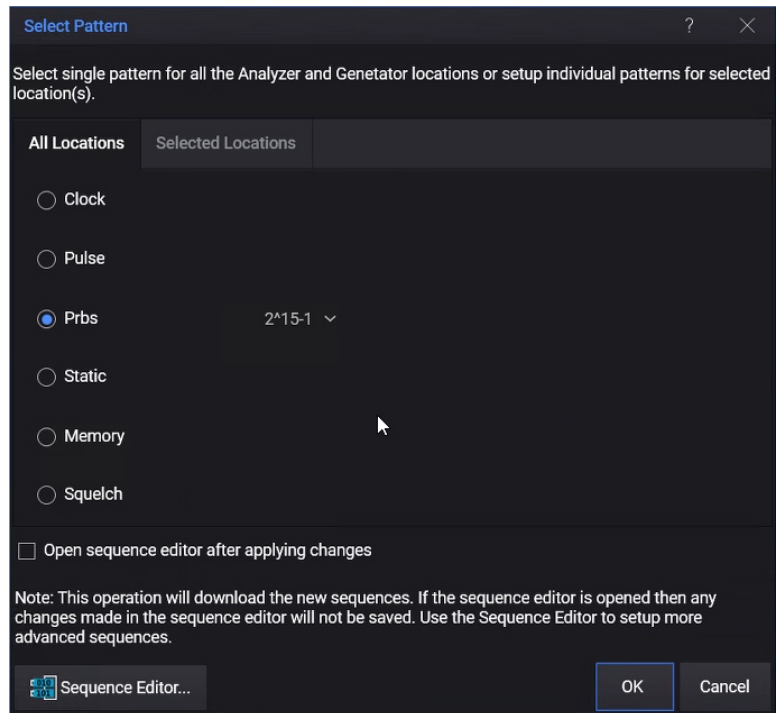 Select Pattern
?
Select single pattern for all the Analyzer and Genetator locations or setup individual patterns for selected
location(s).
All Locations Selected Locations
Clock
Pulse
Prbs 2^15-1
Static
Memory
Squelch
Open sequence editor after applying changes
Note: This operation will download the new sequences. If the sequence editor is opened then any
changes made in the sequence editor will not be saved. Use the Sequence Editor to setup more
advanced sequences.
010
101
Sequence Editor... OK Cancel